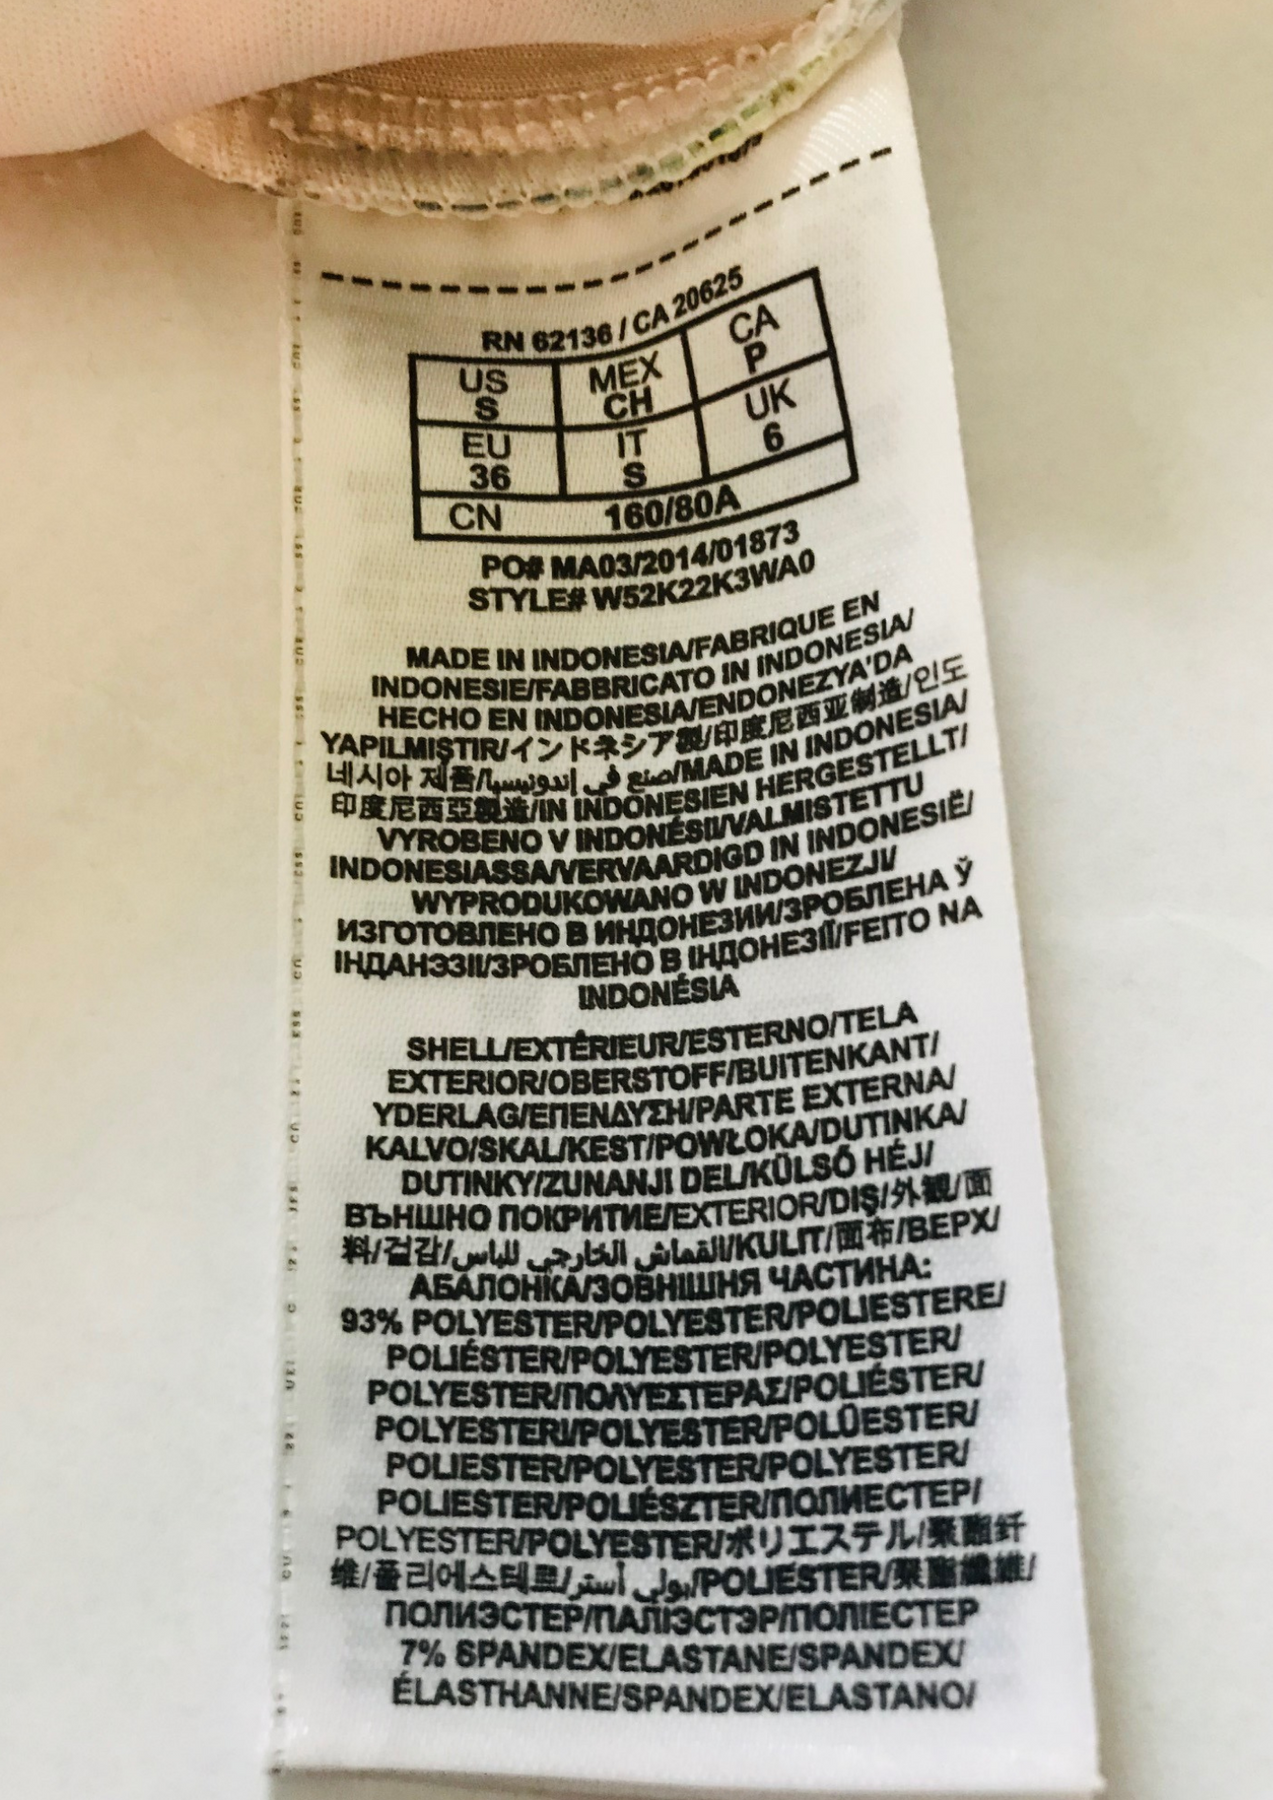 RN 62136 / CA 20625
US MEX CA
S CH P
EU IT UK
36 S 6
CN 160/80A
PO# MA03/2014/01873
STYLE# W52K22K3WA0
MADE IN INDONESIA/FABRIQUE EN
INDONESIE/FABBRICATO IN INDONESIA/
HECHO EN INDONESIA/ENDONEZYA'DA
YAPILMIŞTIR/インドネシア製/印度尼西亚制造/인도
네시아 제품/صنع في إندونيسيا/MADE IN INDONESIA/
印度尼西亞製造/IN INDONESIEN HERGESTELLT/
VYROBENO V INDONÉSII/VALMISTETTU
INDONESIASSA/VERVAARDIGD IN INDONESIË/
WYPRODUKOWANO W INDONEZJI/
ИЗГОТОВЛЕНО В ИНДОНЕЗИИ/ЗРОБЛЕНА Ў
ІНДАНЭЗІІ/ЗРОБЛЕНО В ІНДОНЕЗІЇ/FEITO NA
INDONÉSIA
SHELL/EXTÉRIEUR/ESTERNO/TELA
EXTERIOR/OBERSTOFF/BUITENKANT/
YDERLAG/ΕΠΕΝΔΥΣΗ/PARTE EXTERNA/
KALVO/SKAL/KEST/POWŁOKA/DUTINKA/
DUTINKY/ZUNANJI DEL/KÜLSŐ HÉJ/
ВЪНШНО ПОКРИТИЕ/EXTERIOR/DIŞ/外観/面
料/겉감/القماش الخارجي للباس/KULIT/面布/ВЕРХ/
АБАЛОНКА/ЗОВНІШНЯ ЧАСТИНА:
93% POLYESTER/POLYESTER/POLIESTERE/
POLIÉSTER/POLYESTER/POLYESTER/
POLYESTER/ΠΟΛΥΕΣΤΕΡΑΣ/POLIÉSTER/
POLYESTERI/POLYESTER/POLÜESTER/
POLIESTER/POLYESTER/POLYESTER/
POLIESTER/POLIÉSZTER/ПОЛИЕСТЕР/
POLYESTER/POLYESTER/ポリエステル/聚酯纤
维/폴리에스테르/بولي أستر/POLIESTER/聚酯纖維/
ПОЛИЭСТЕР/ПАЛІЭСТЭР/ПОЛІЕСТЕР
7% SPANDEX/ELASTANE/SPANDEX/
ÉLASTHANNE/SPANDEX/ELASTANO/